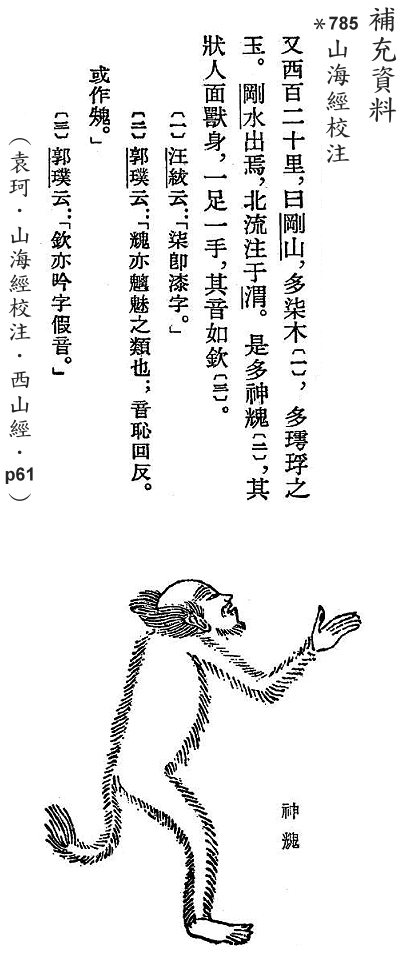 補充資料
＊785
山海經校注
又西百二十里，曰剛山，多柒木〔一〕，多㻬琈之
玉。剛水出焉，北流注于渭。是多神䰠〔二〕，其
狀人面獸身，一足一手，其音如欽〔三〕。
〔一〕汪紱云：「柒卽漆字。」
〔二〕郭璞云：「䰠亦魑魅之類也；音恥回反。
或作。」
〔三〕郭璞云：「欽亦吟字假音。」
（袁珂．山海經校注．西山經．p61）
神䰠